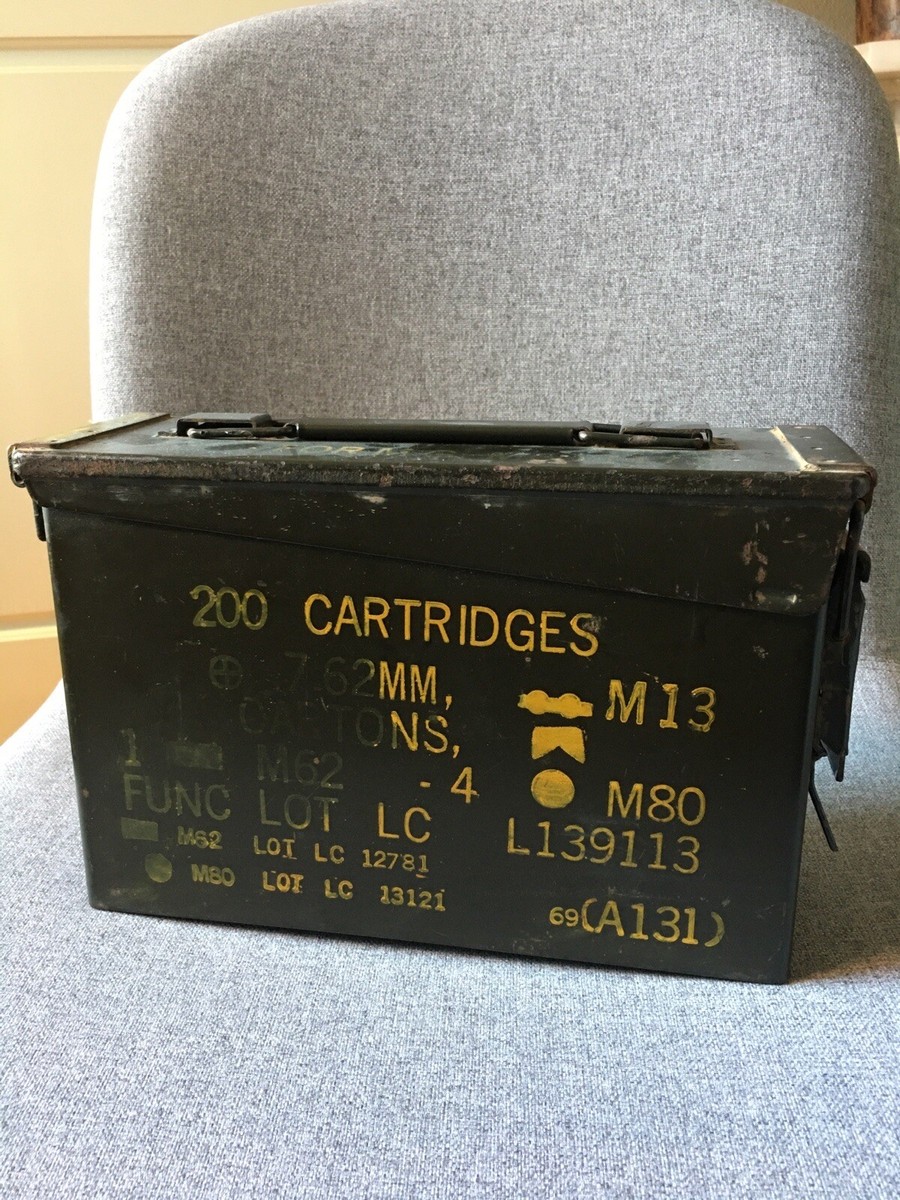 200 CARTRIDGES
7.62MM,
M13
CARTONS,
1 M62 - 4 M80
FUNC LOT LC L139113
M62 LOT LC 12781
M80 LOT LC 13121
69(A131)